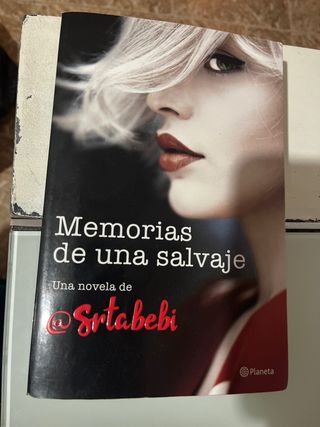 Memorias
de una salvaje
Una novela de
@Srtabebi
Planeta